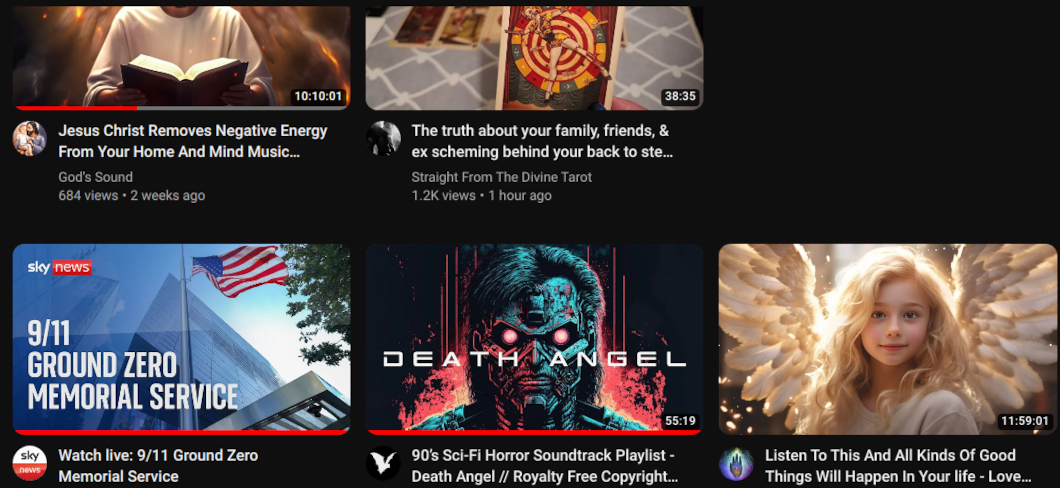 10:10:01
38:35
Jesus Christ Removes Negative Energy
From Your Home And Mind Music...
God's Sound
684 views • 2 weeks ago
The truth about your family, friends, &
ex scheming behind your back to ste...
Straight From The Divine Tarot
1.2K views • 1 hour ago
sky news
9/11
GROUND ZERO
MEMORIAL SERVICE
DEATH ANGEL
55:19
11:59:01
sky
news
Watch live: 9/11 Ground Zero
Memorial Service
90's Sci-Fi Horror Soundtrack Playlist -
Death Angel // Royalty Free Copyright...
Listen To This And All Kinds Of Good
Things Will Happen In Your life - Love...